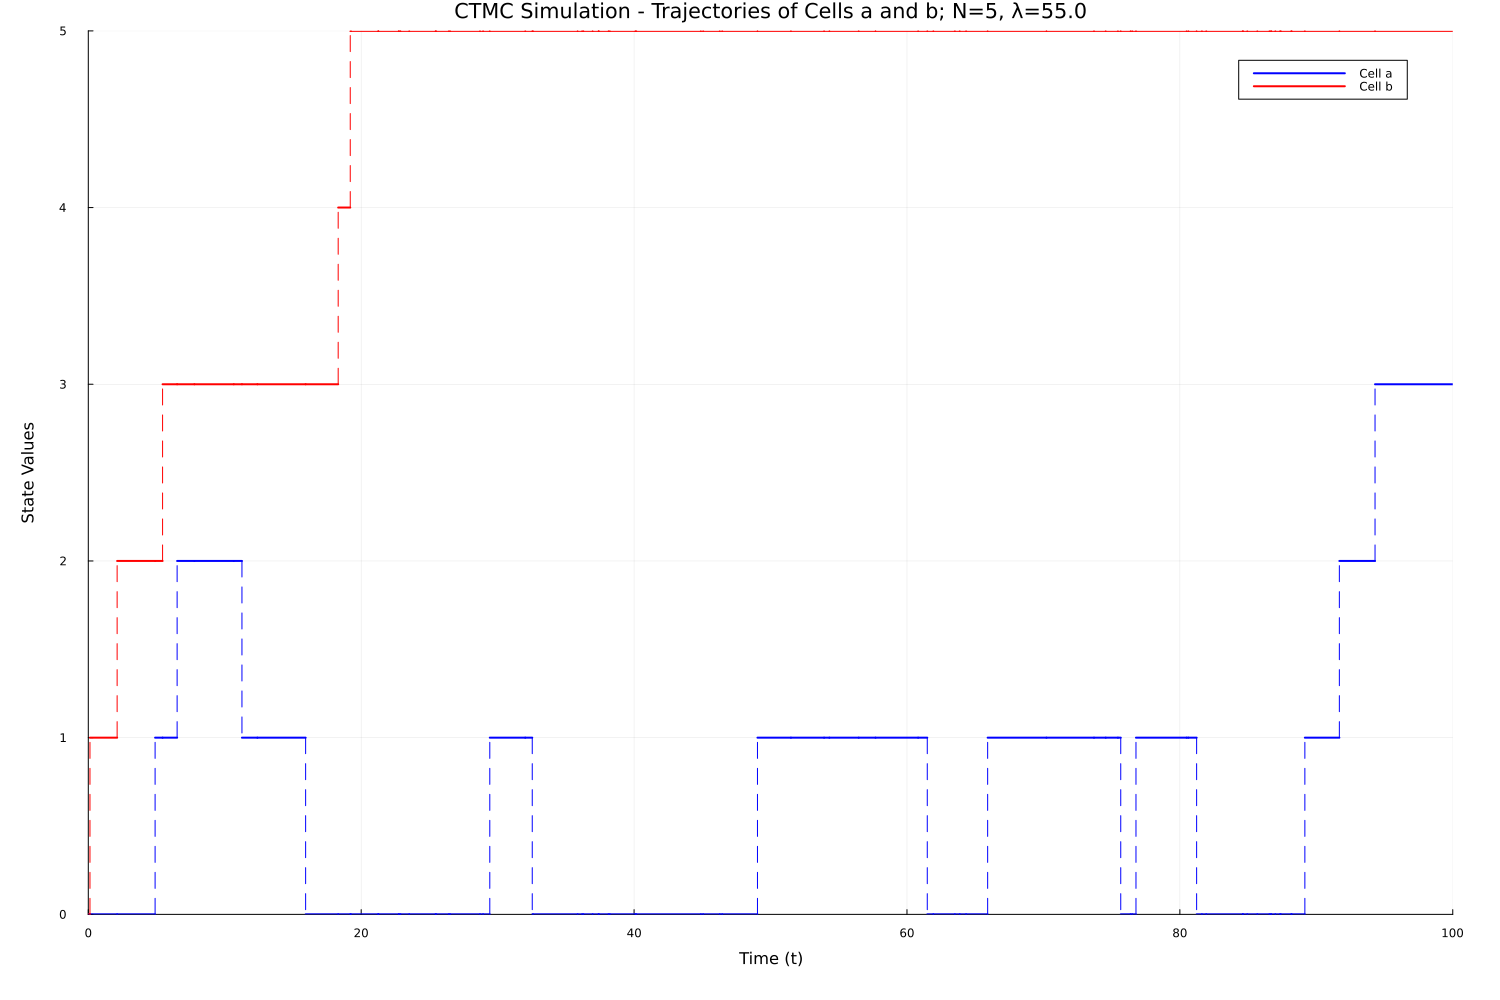 CTMC Simulation - Trajectories of Cells a and b; N=5, λ=55.0
5
Cell a
Cell b
4
3
State Values
2
1
0
0 20 40 60 80 100
Time (t)